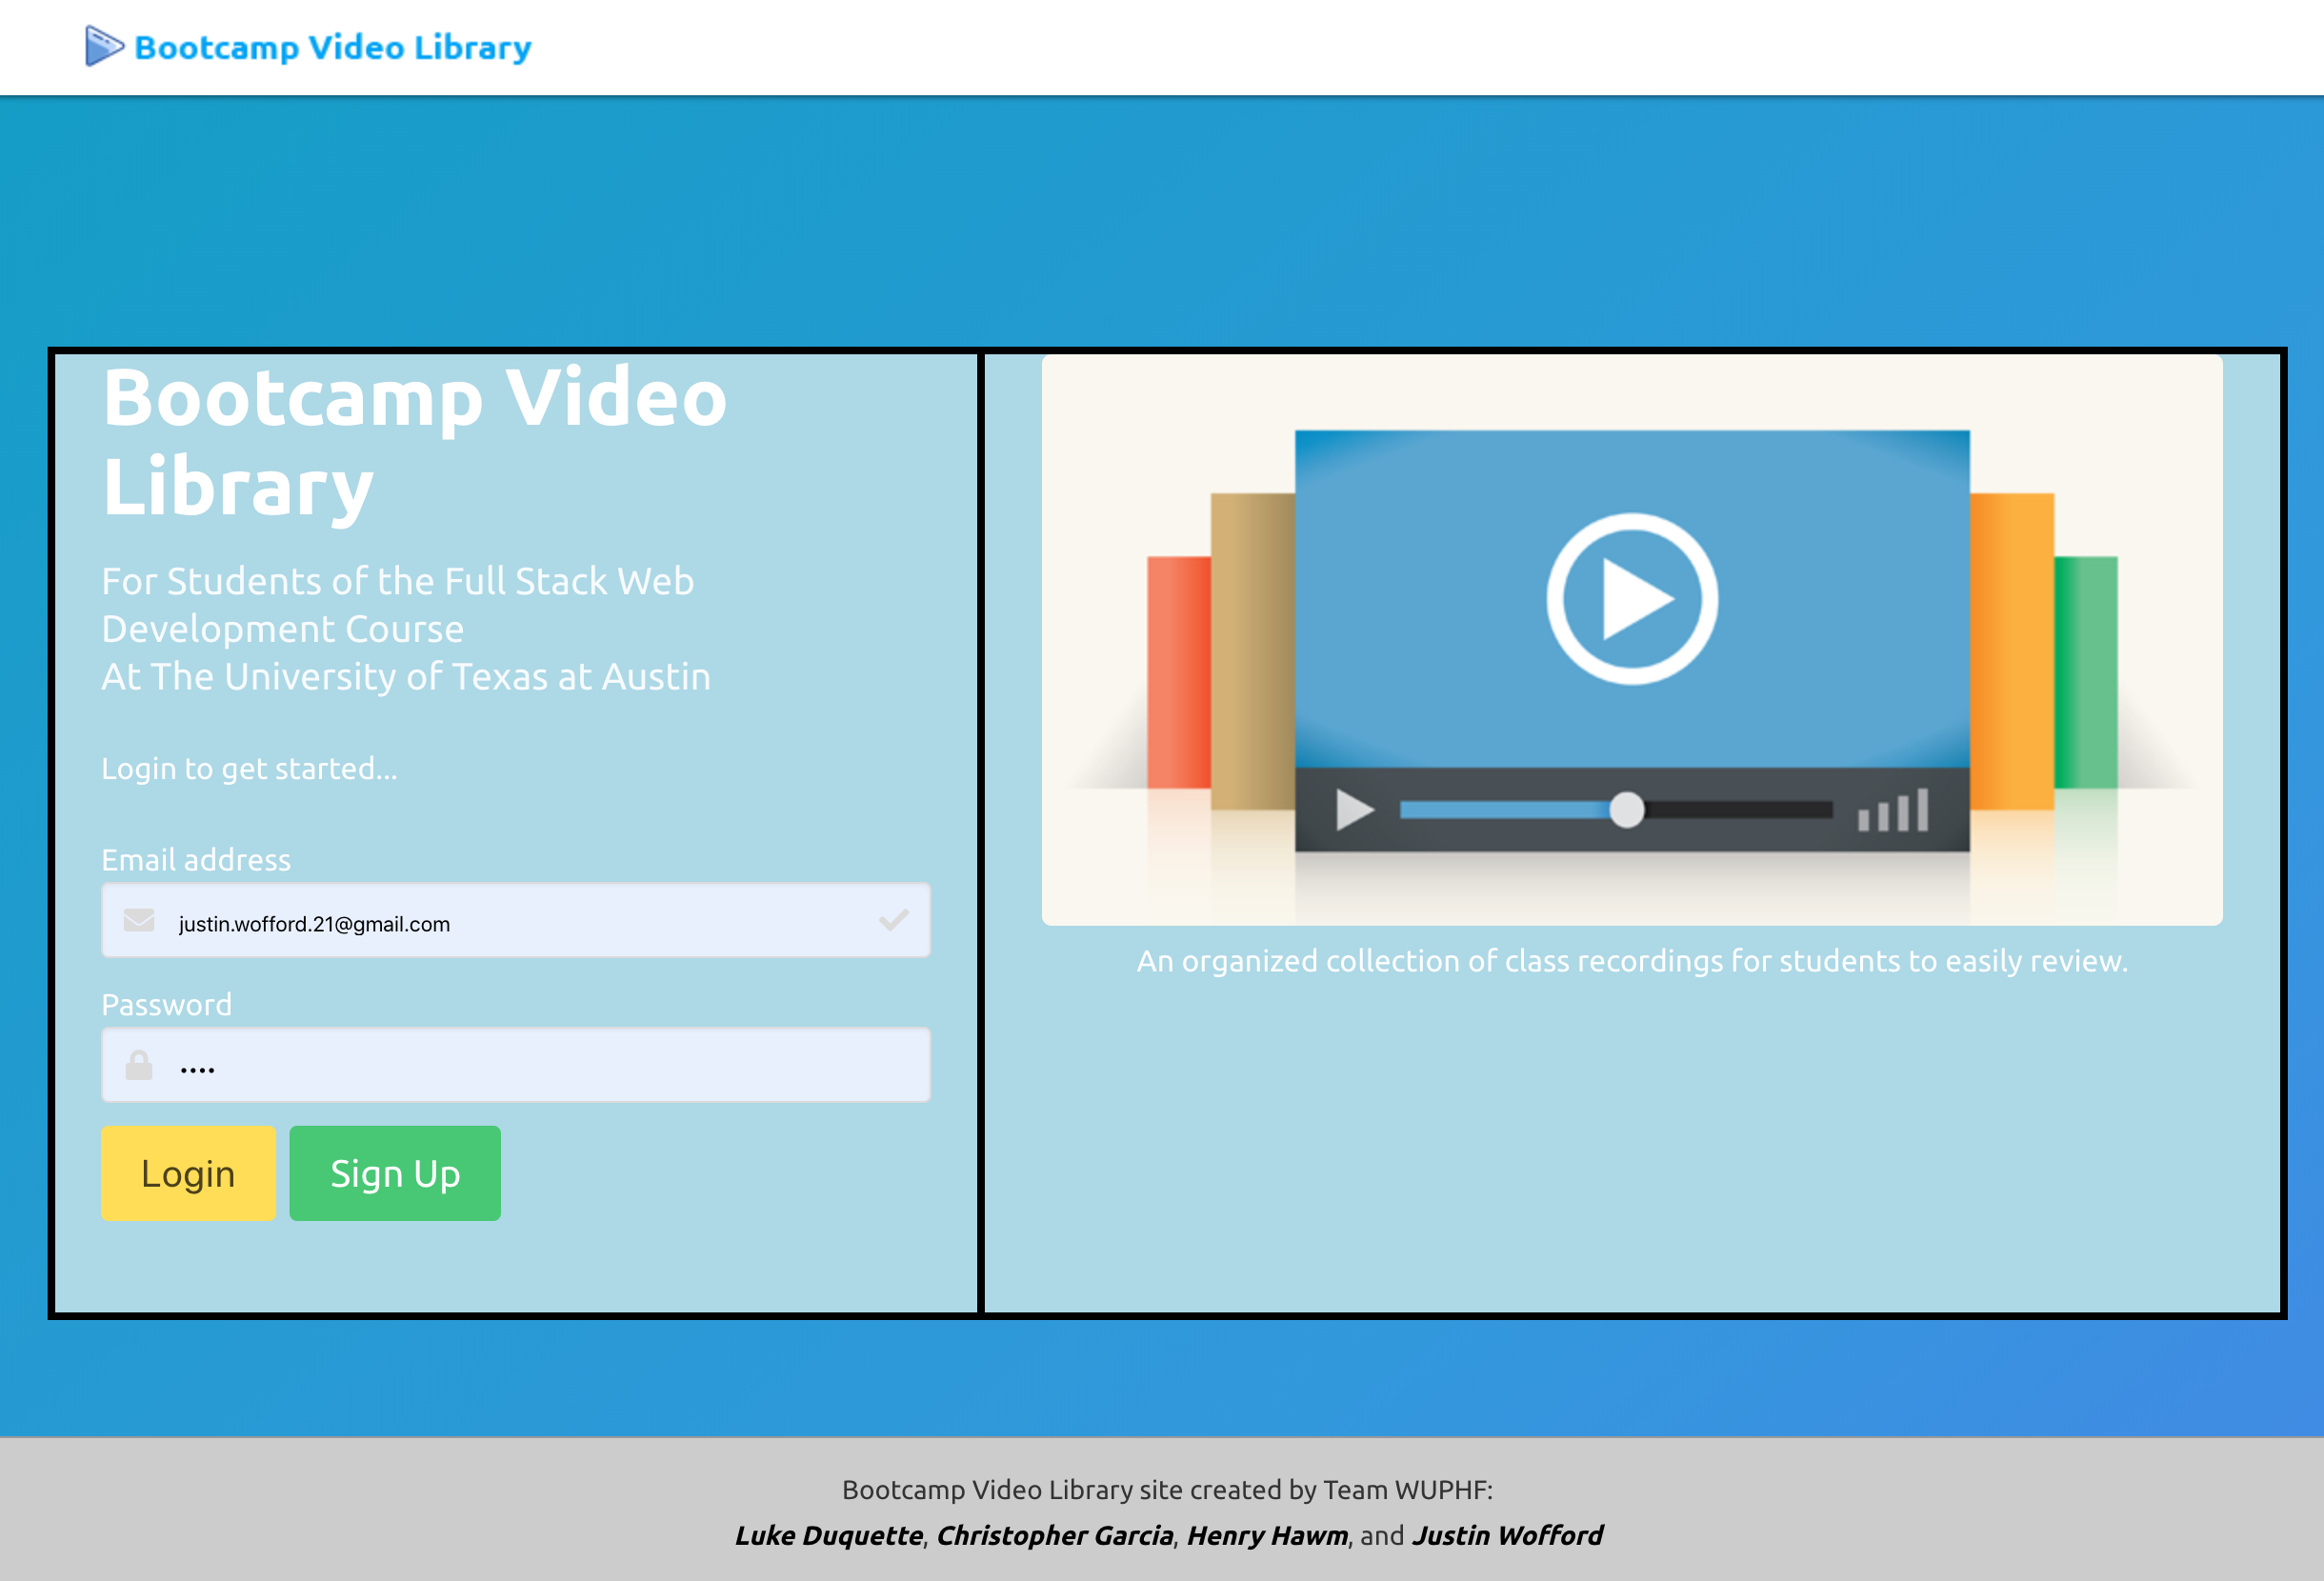 Bootcamp Video Library
Bootcamp Video
Library
For Students of the Full Stack Web
Development Course
At The University of Texas at Austin
Login to get started...
Email address
justin.wofford.21@gmail.com
Password
••••
Login
Sign Up
An organized collection of class recordings for students to easily review.
Bootcamp Video Library site created by Team WUPHF:
Luke Duquette, Christopher Garcia, Henry Hawm, and Justin Wofford